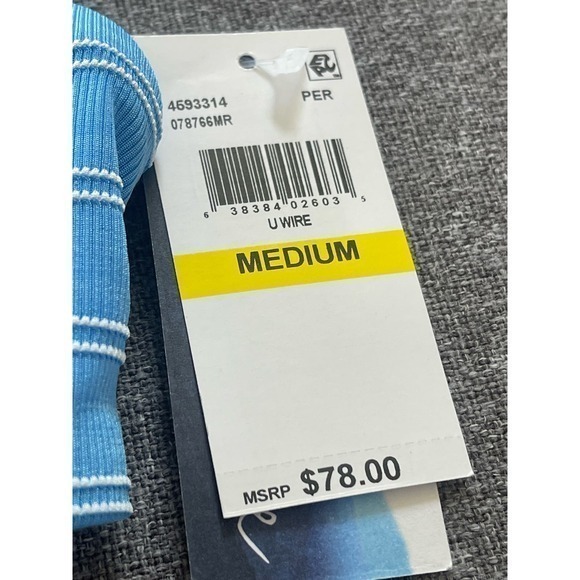 4593314 PER
078766MR
6 38384 02603 5
U WIRE
MEDIUM
MSRP $78.00